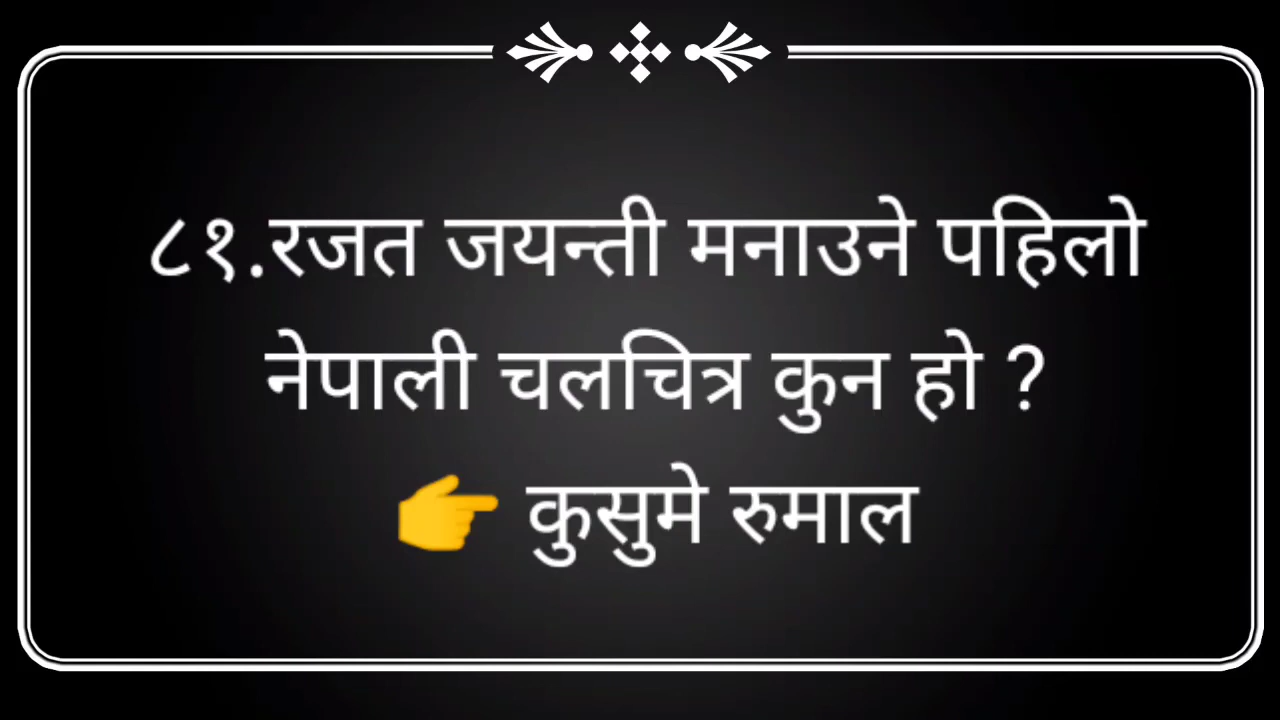 ८१.रजत जयन्ती मनाउने पहिलो
नेपाली चलचित्र कुन हो ?
👉 कुसुमे रुमाल